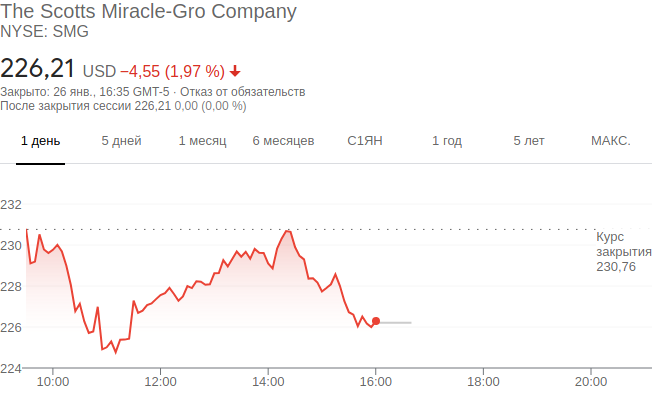 The Scotts Miracle-Gro Company
NYSE: SMG
226,21 USD −4,55 (1,97 %)
Закрыто: 26 янв., 16:35 GMT-5 · Отказ от обязательств
После закрытия сессии 226,21 0,00 (0,00 %)
1 день 5 дней 1 месяц 6 месяцев С1ЯН 1 год 5 лет МАКС.
232
230
228
226
224
Курс
закрытия
230,76
10:00 12:00 14:00 16:00 18:00 20:00